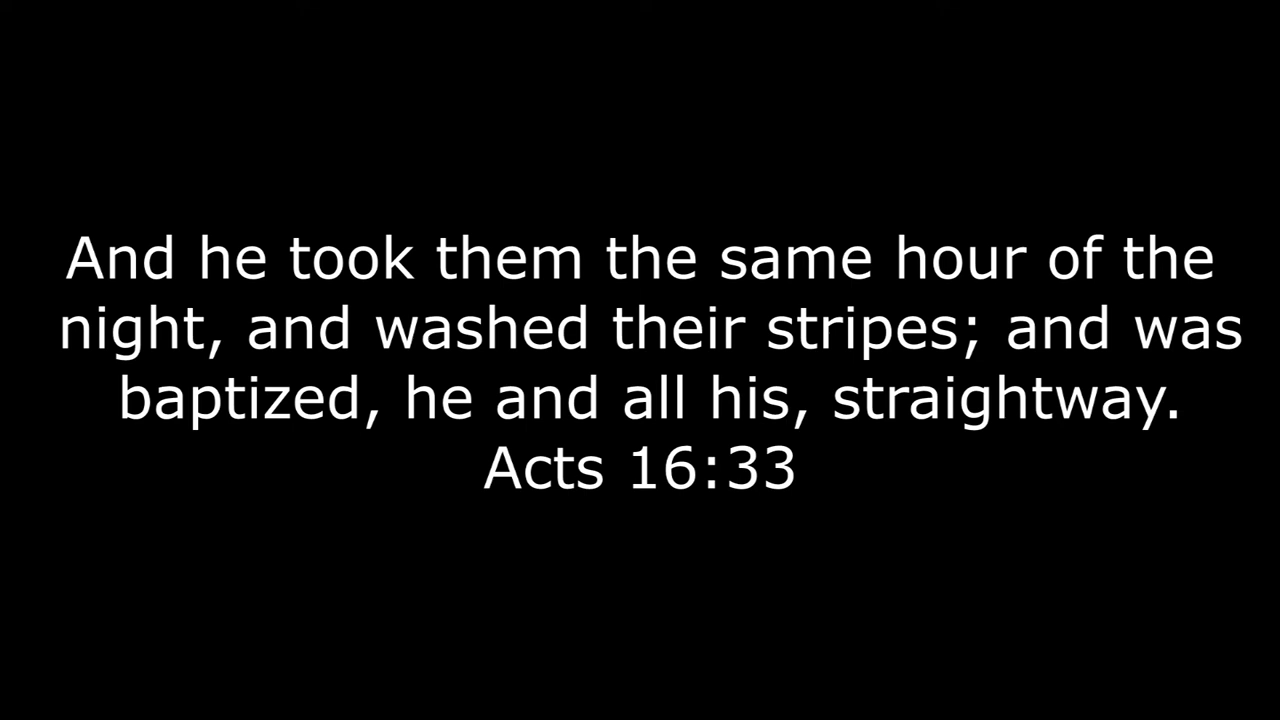 And he took them the same hour of the
night, and washed their stripes; and was
baptized, he and all his, straightway.
Acts 16:33